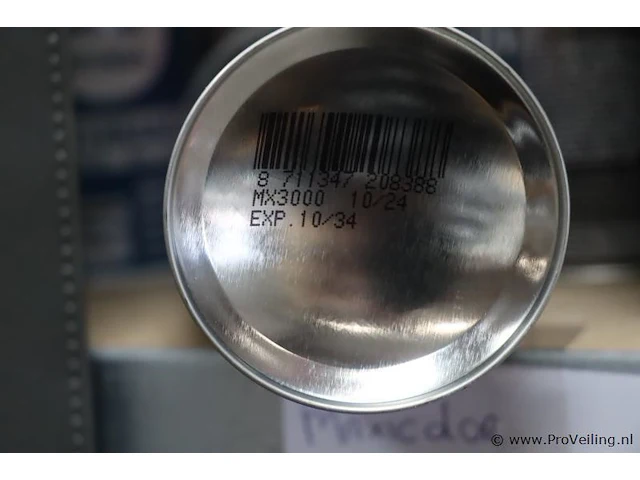 8 711347 208388
MX3000 10/24
EXP.10/34
© www.ProVeiling.nl